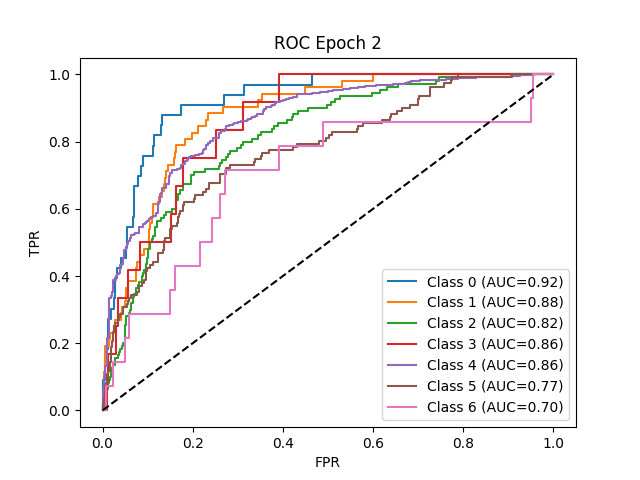 ROC Epoch 2
TPR
1.0
0.8
0.6
0.4
0.2
0.0
Class 0 (AUC=0.92)
Class 1 (AUC=0.88)
Class 2 (AUC=0.82)
Class 3 (AUC=0.86)
Class 4 (AUC=0.86)
Class 5 (AUC=0.77)
Class 6 (AUC=0.70)
0.0 0.2 0.4 0.6 0.8 1.0
FPR